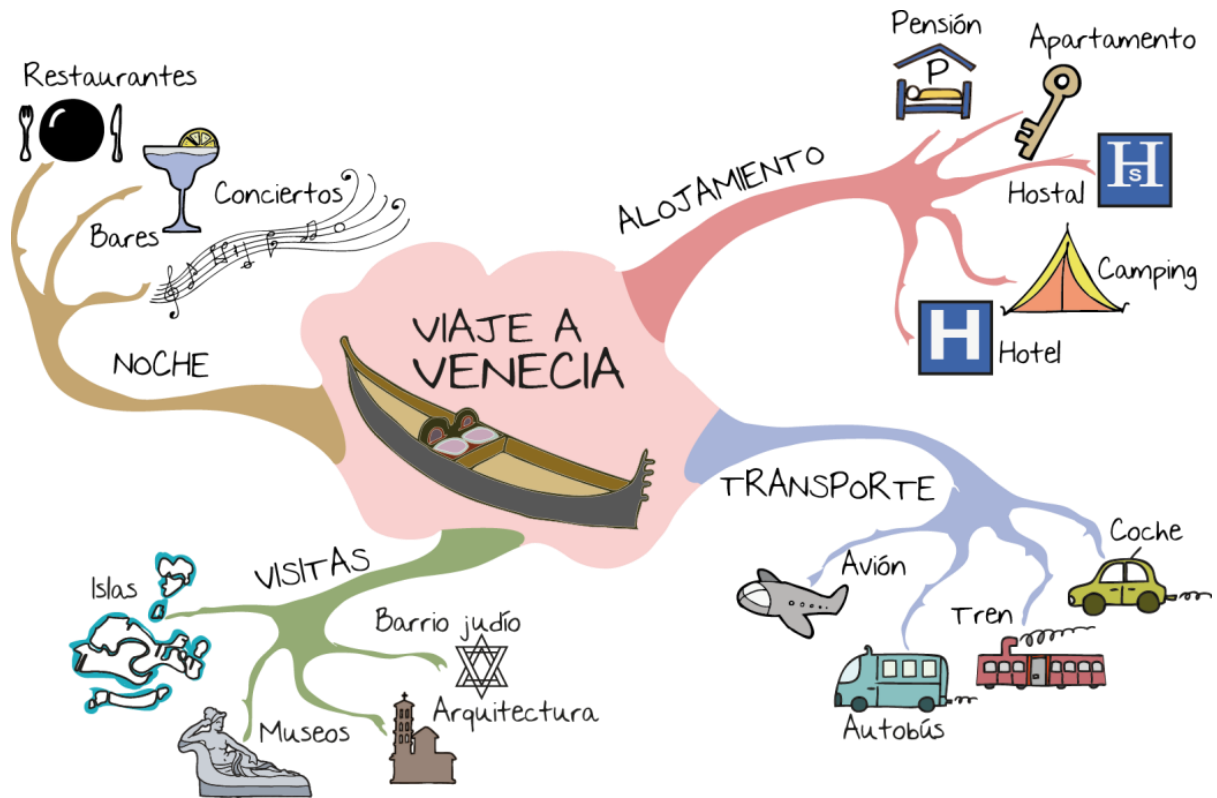 VIAJE A
VENECIA
ALOJAMIENTO
Pensión
P
Apartamento
Hostal
Hs
Camping
Hotel
H
TRANSPORTE
Coche
Tren
Autobús
Avión
VISITAS
Barrio judío
Arquitectura
Museos
Islas
NOCHE
Conciertos
Bares
Restaurantes